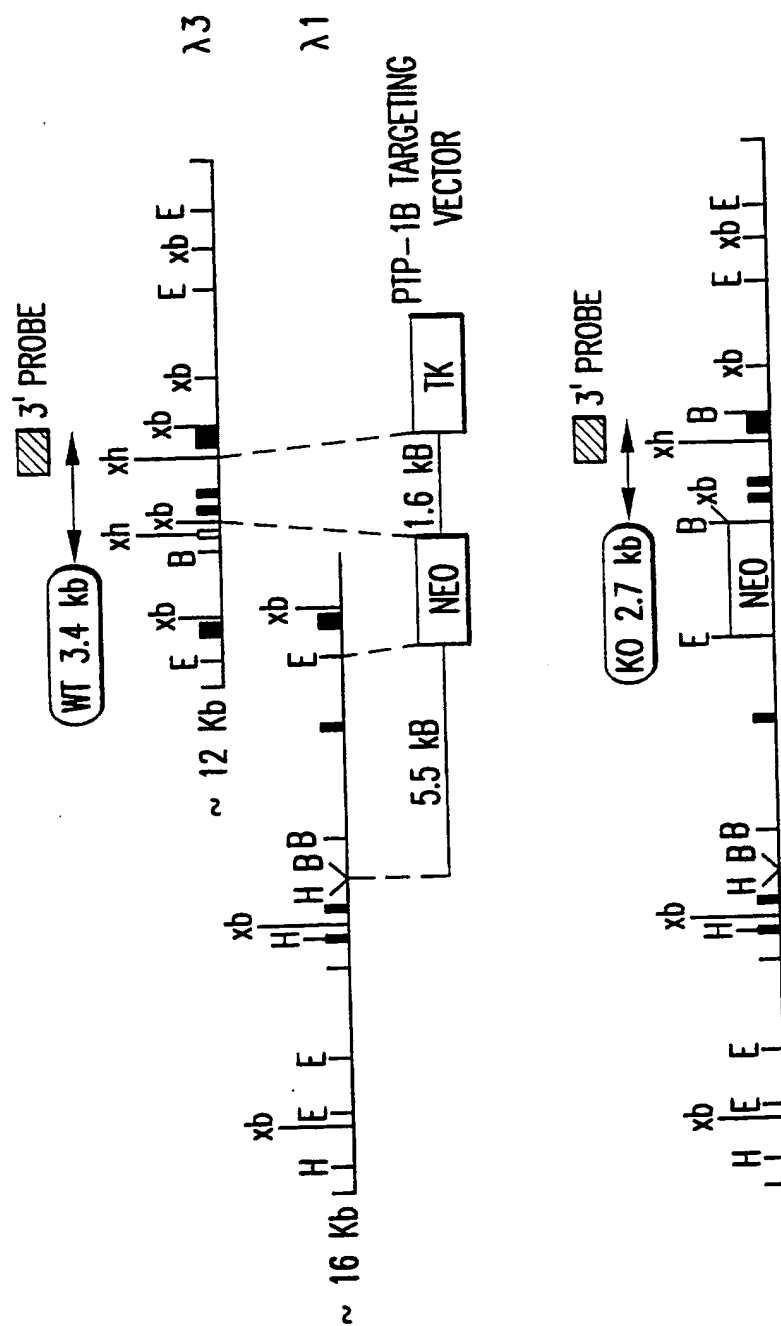 3' PROBE
WT 3.4 kb
~ 12 Kb E xb B xh xb xh xb xb E xb E λ3
~ 16 Kb H xb E E H xb H B B E xb λ1
5.5 kB NEO 1.6 kB TK PTP-1B TARGETING
VECTOR
3' PROBE
KO 2.7 kb
H xb E E H xb H B B E NEO B xb xh B xb E xb E